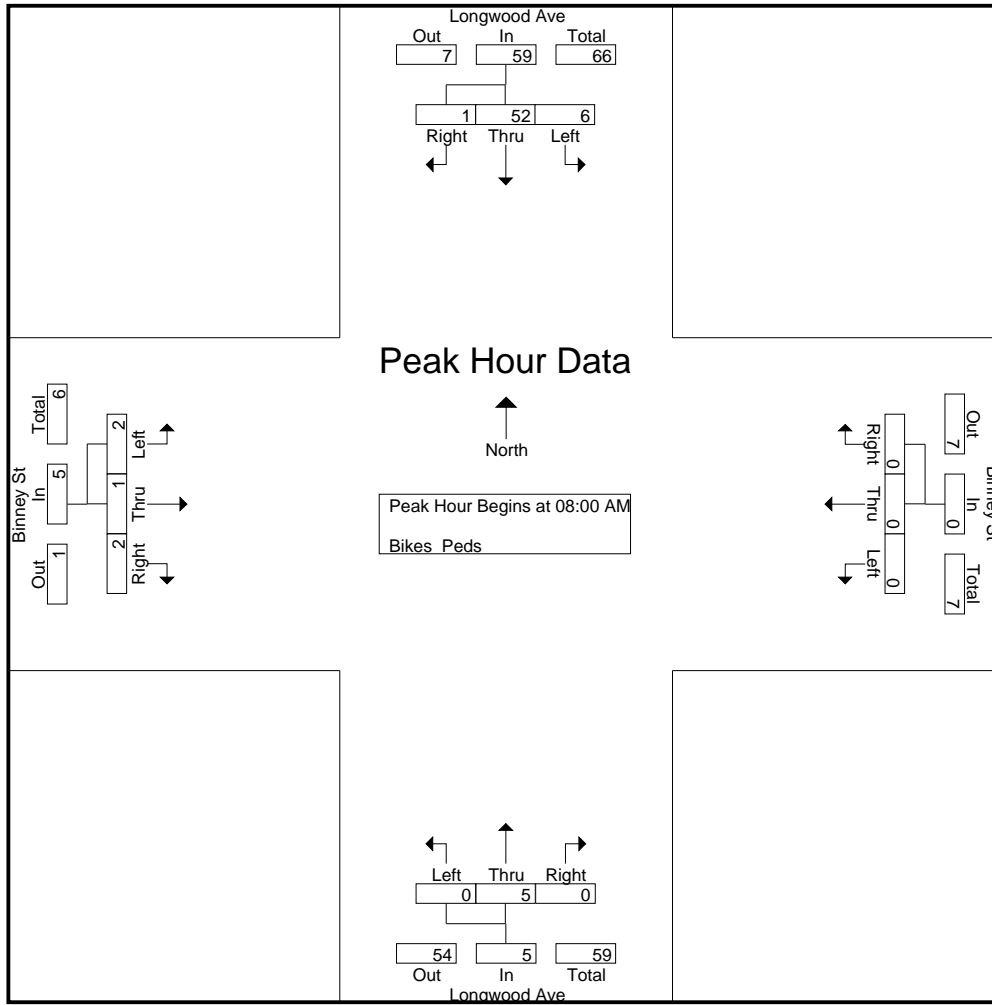 Longwood Ave
Out In Total
7 59 66
1 52 6
Right Thru Left
Peak Hour Data
North
Peak Hour Begins at 08:00 AM
Bikes Peds
Binney St
Total In Out
6 5 1
2 1 2
Left Thru Right
Binney St
Out In Total
7 0 7
0 0 0
Right Thru Left
Left Thru Right
0 5 0
54 5 59
Out In Total
Longwood Ave